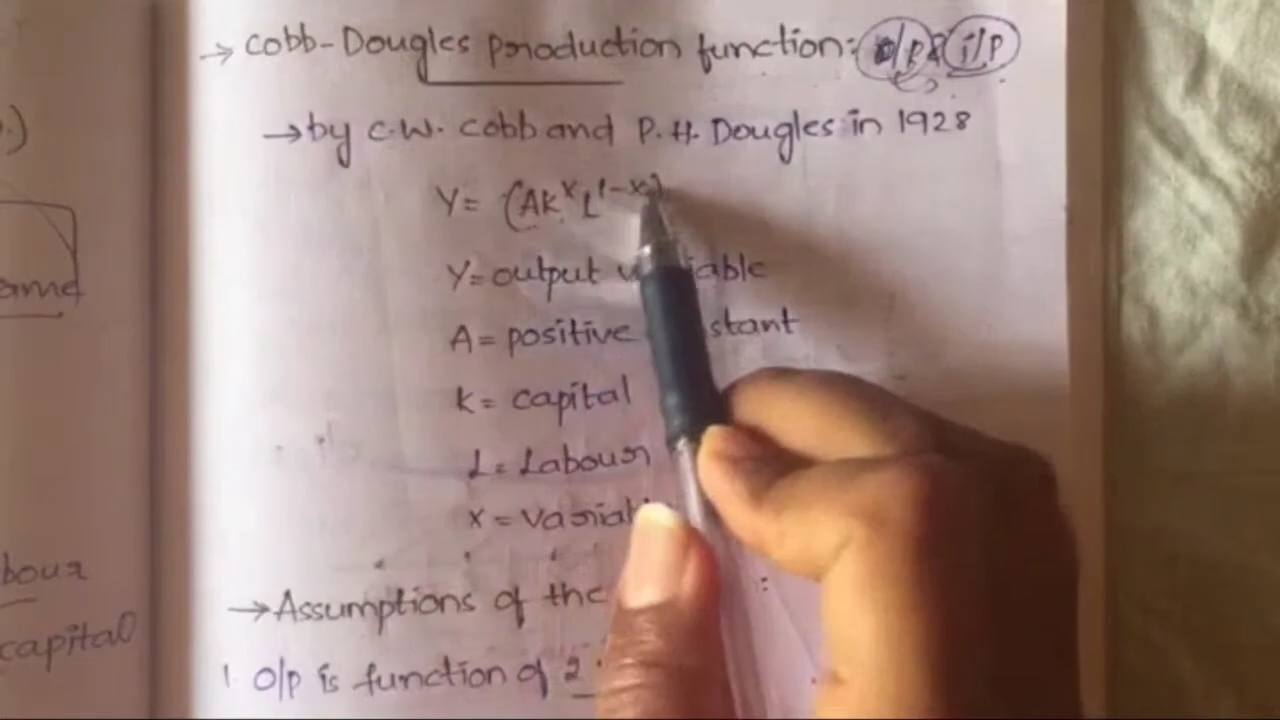 → Cobb-Dougles production function: o/p & i/p
→ by C.W. Cobb and P.H. Dougles in 1928
Y = (AK^x L^1-x)
Y = output
A = positive
K = capital
L = Labour
x =
→ Assumptions of the
1. O/p is function of 2
bour
capital